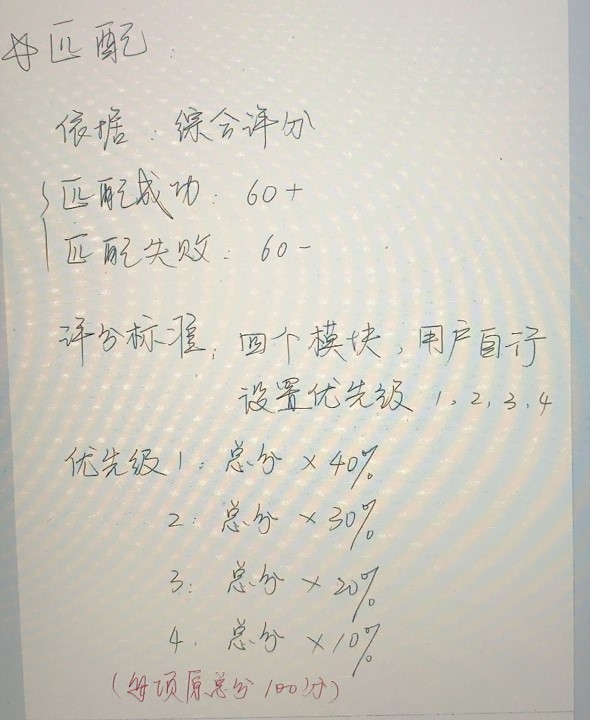 ☆匹配:
依据:综合评分
匹配成功:60+
匹配失败:60-
评分标准:四个模块,用户自行
设置优先级 1、2、3、4
优先级1:总分×40%
2:总分×30%
3:总分×20%
4.总分×10%
(每项原总分100分)